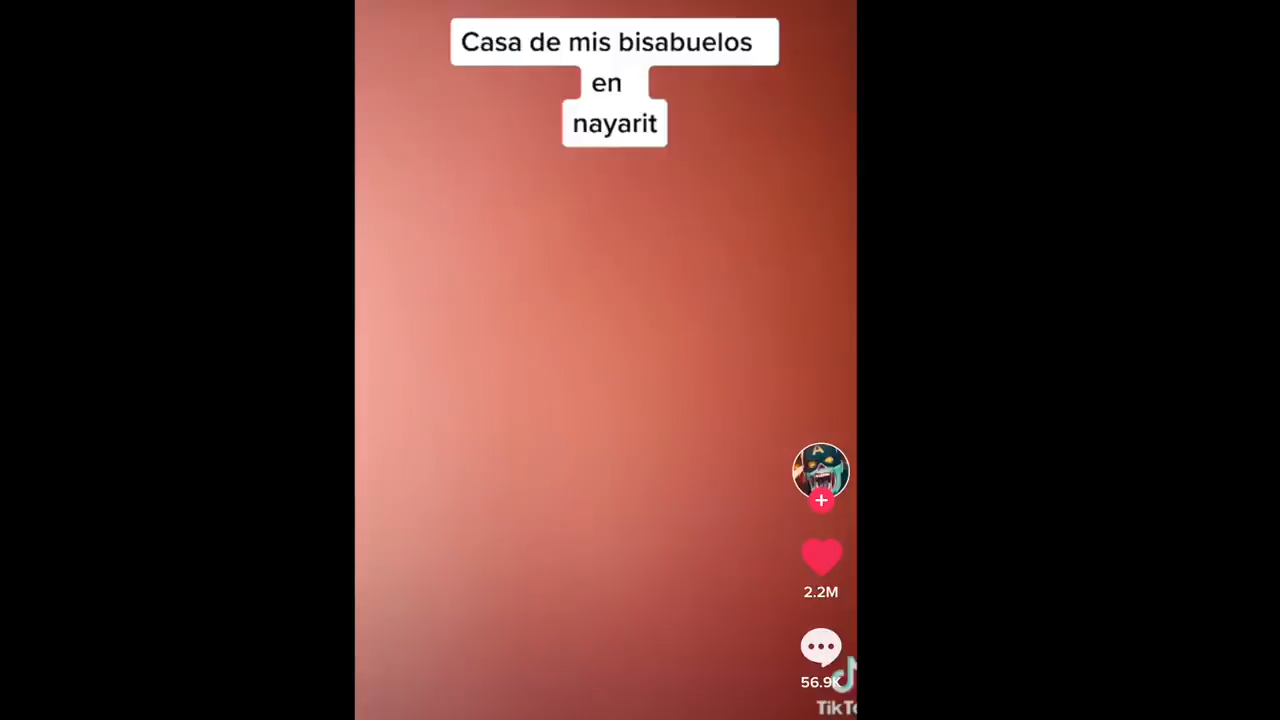 Casa de mis bisabuelos
en
nayarit
A
2.2M
56.9K
TikTo